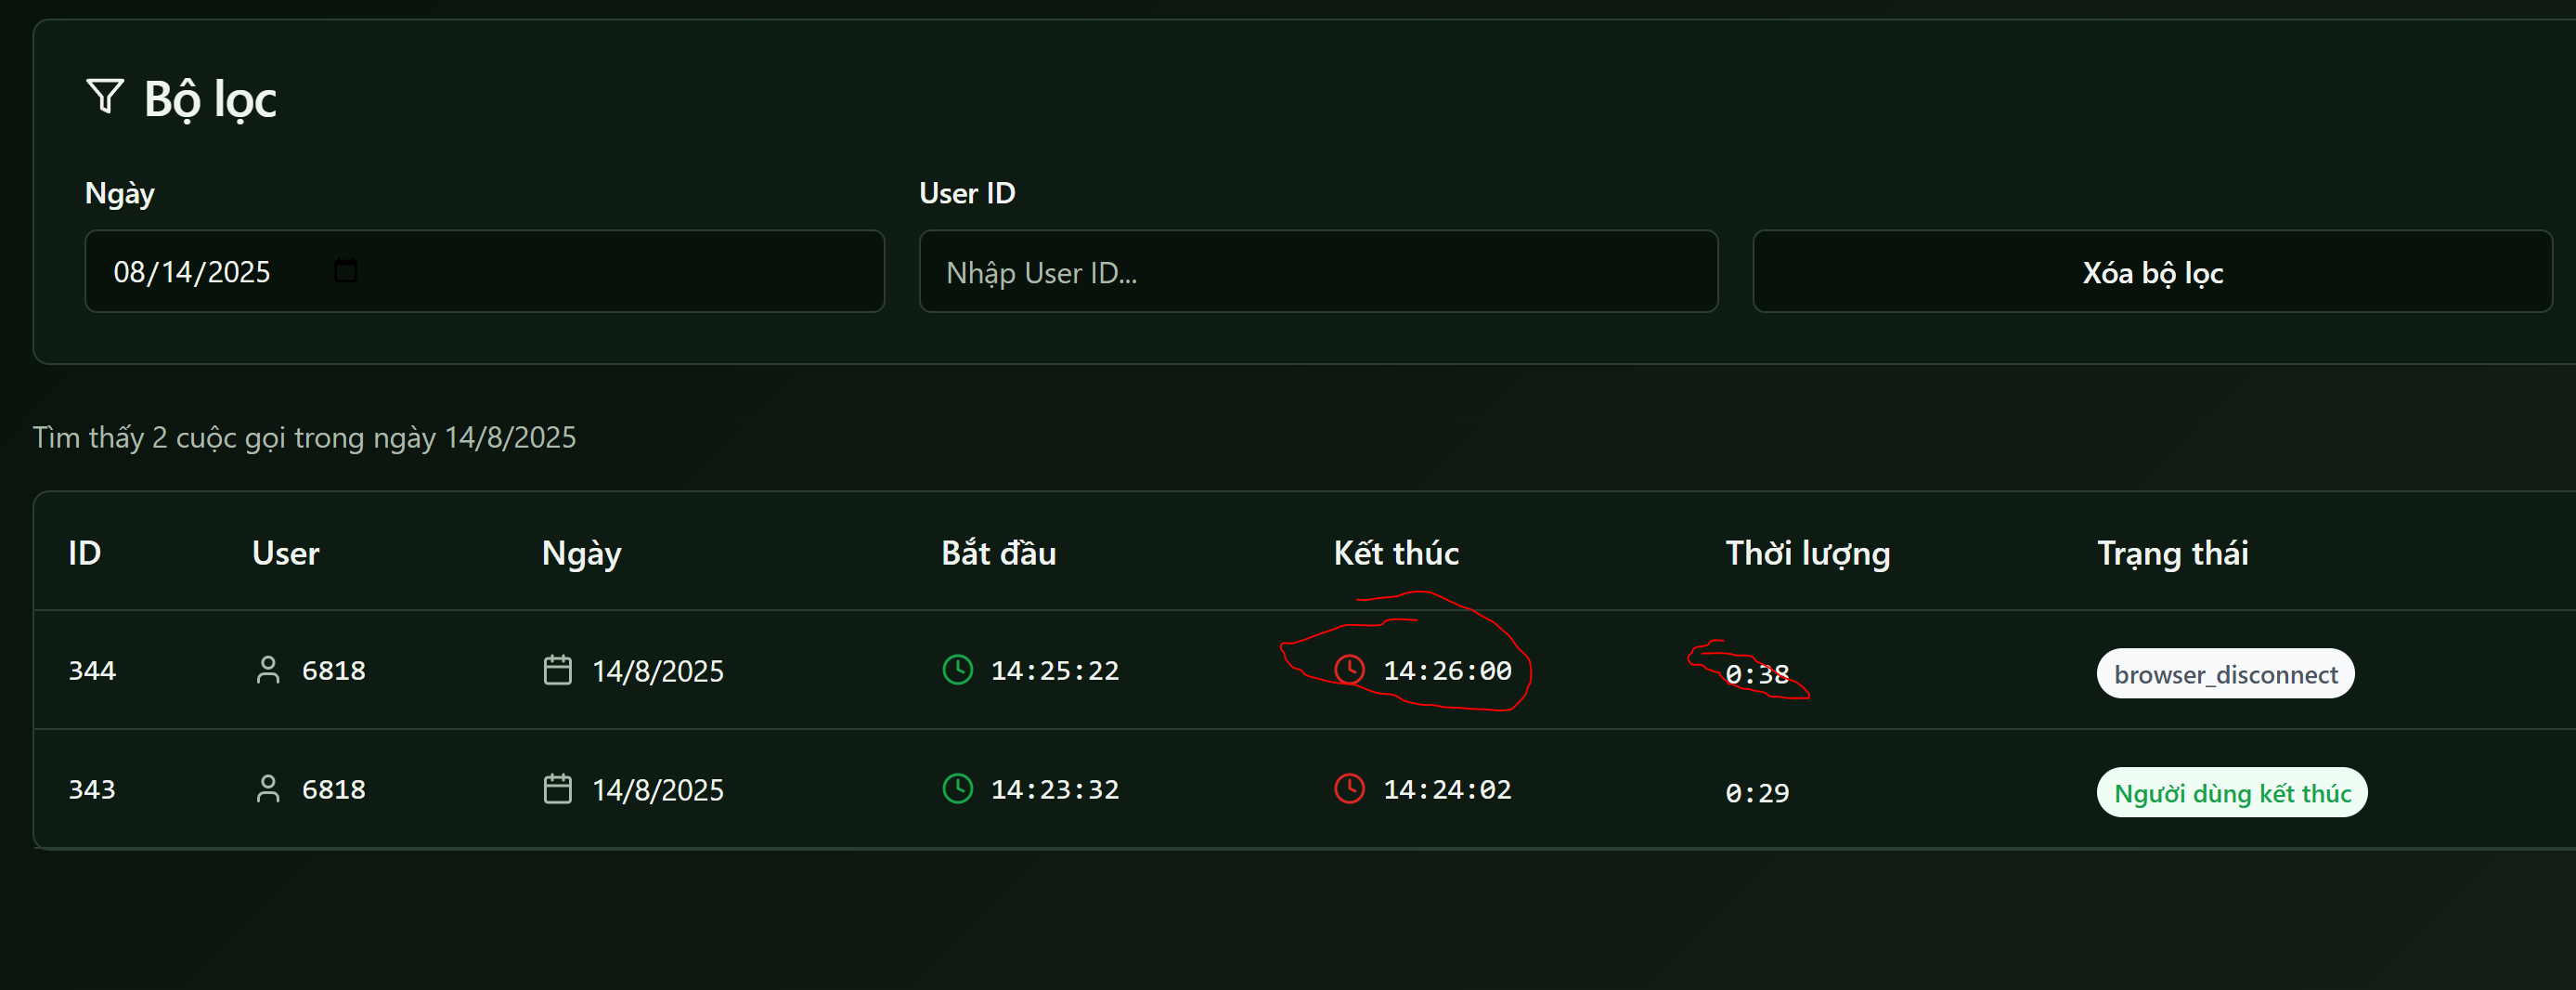 Bộ lọc
Ngày User ID
08/14/2025 Nhập User ID... Xóa bộ lọc
Tìm thấy 2 cuộc gọi trong ngày 14/8/2025
ID User Ngày Bắt đầu Kết thúc Thời lượng Trạng thái
344 6818 14/8/2025 14:25:22 14:26:00 0:38 browser_disconnect
343 6818 14/8/2025 14:23:32 14:24:02 0:29 Người dùng kết thúc